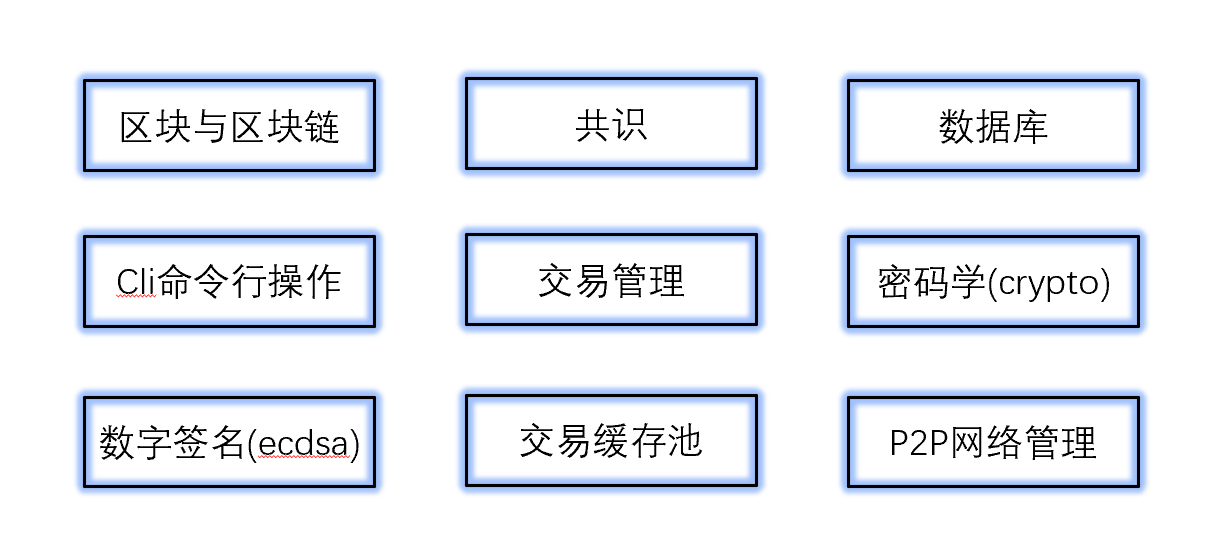 区块与区块链
共识
数据库
Cli命令行操作
交易管理
密码学(crypto)
数字签名(ecdsa)
交易缓存池
P2P网络管理